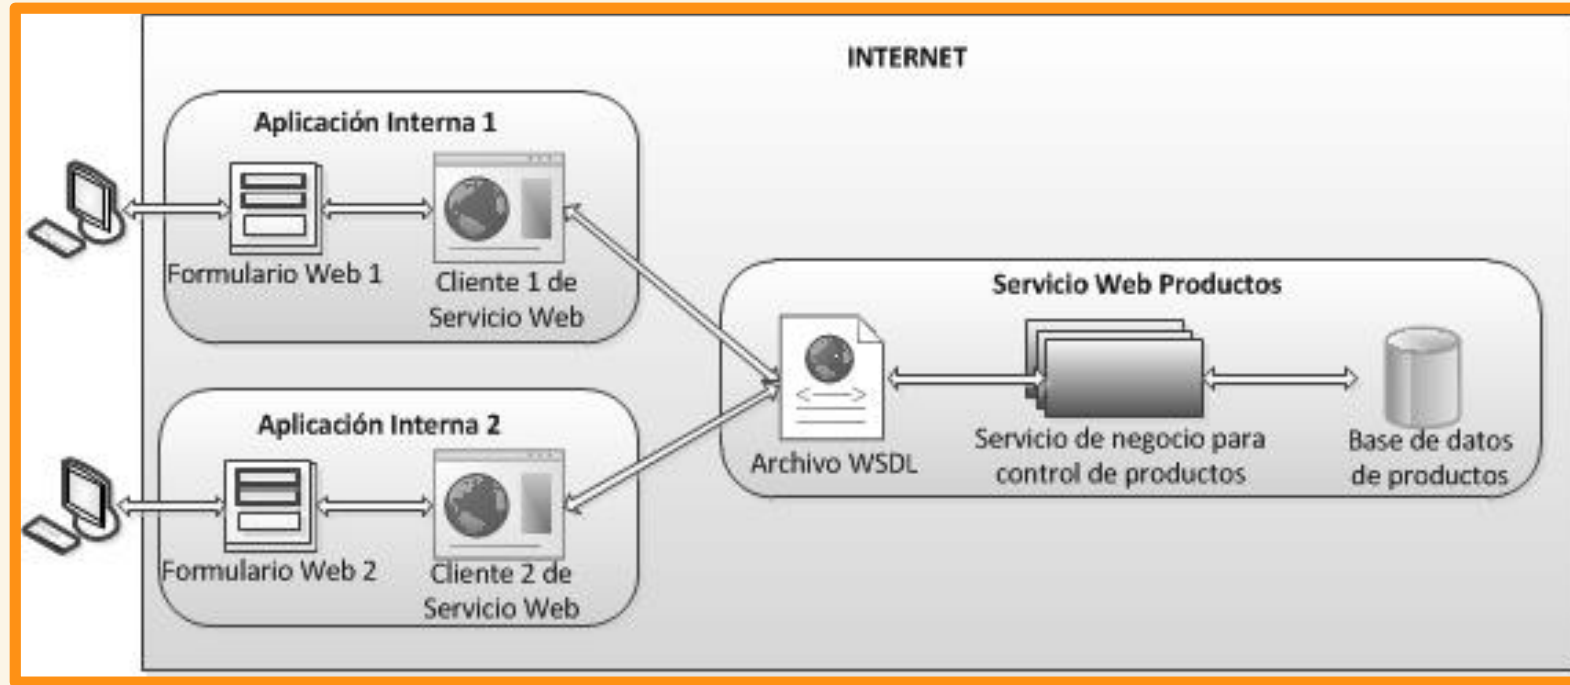 INTERNET
Aplicación Interna 1
Formulario Web 1
Cliente 1 de
Servicio Web
Servicio Web Productos
Archivo WSDL
Servicio de negocio para
control de productos
Base de datos
de productos
Aplicación Interna 2
Formulario Web 2
Cliente 2 de
Servicio Web